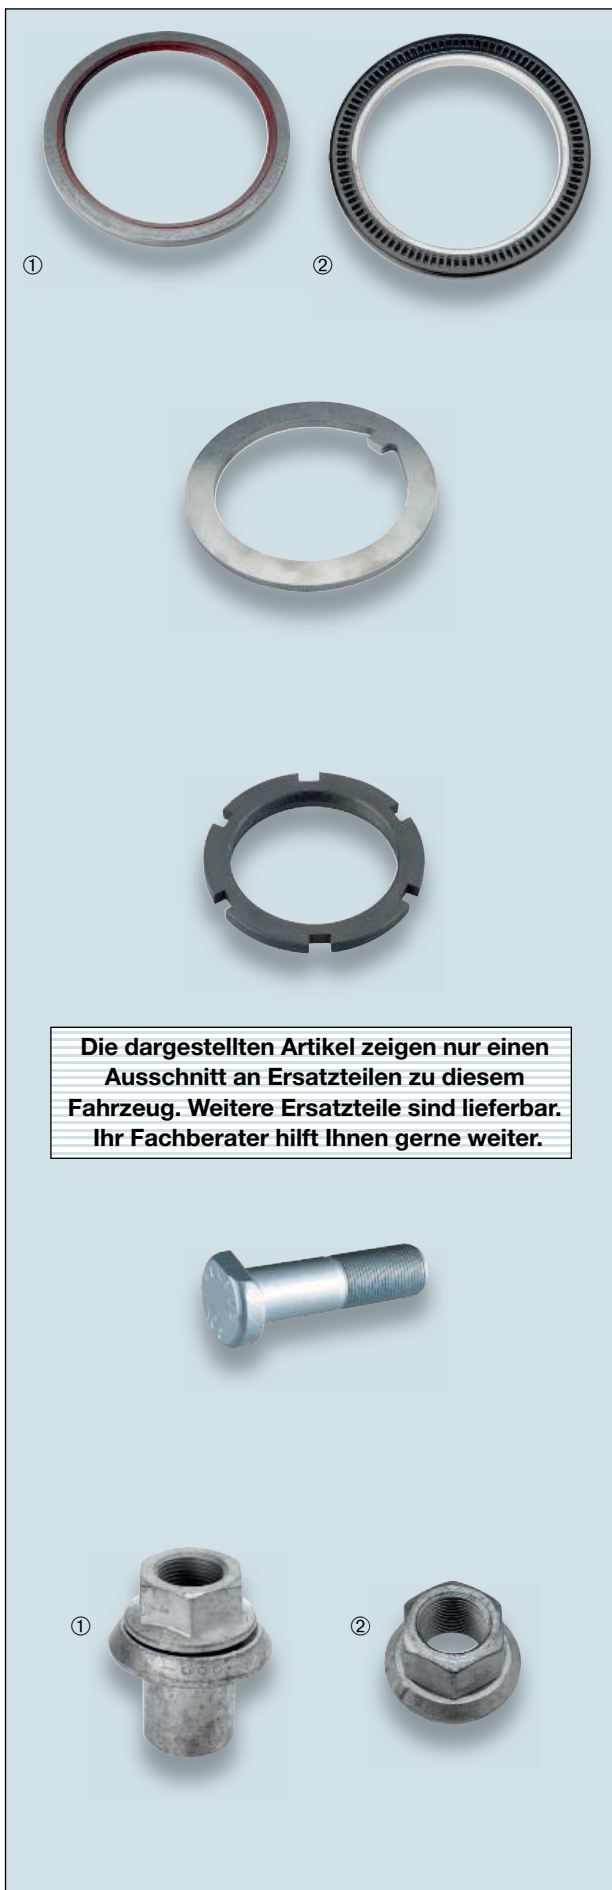 ① ②
Die dargestellten Artikel zeigen nur einen
Ausschnitt an Ersatzteilen zu diesem
Fahrzeug. Weitere Ersatzteile sind lieferbar.
Ihr Fachberater hilft Ihnen gerne weiter.
① ②